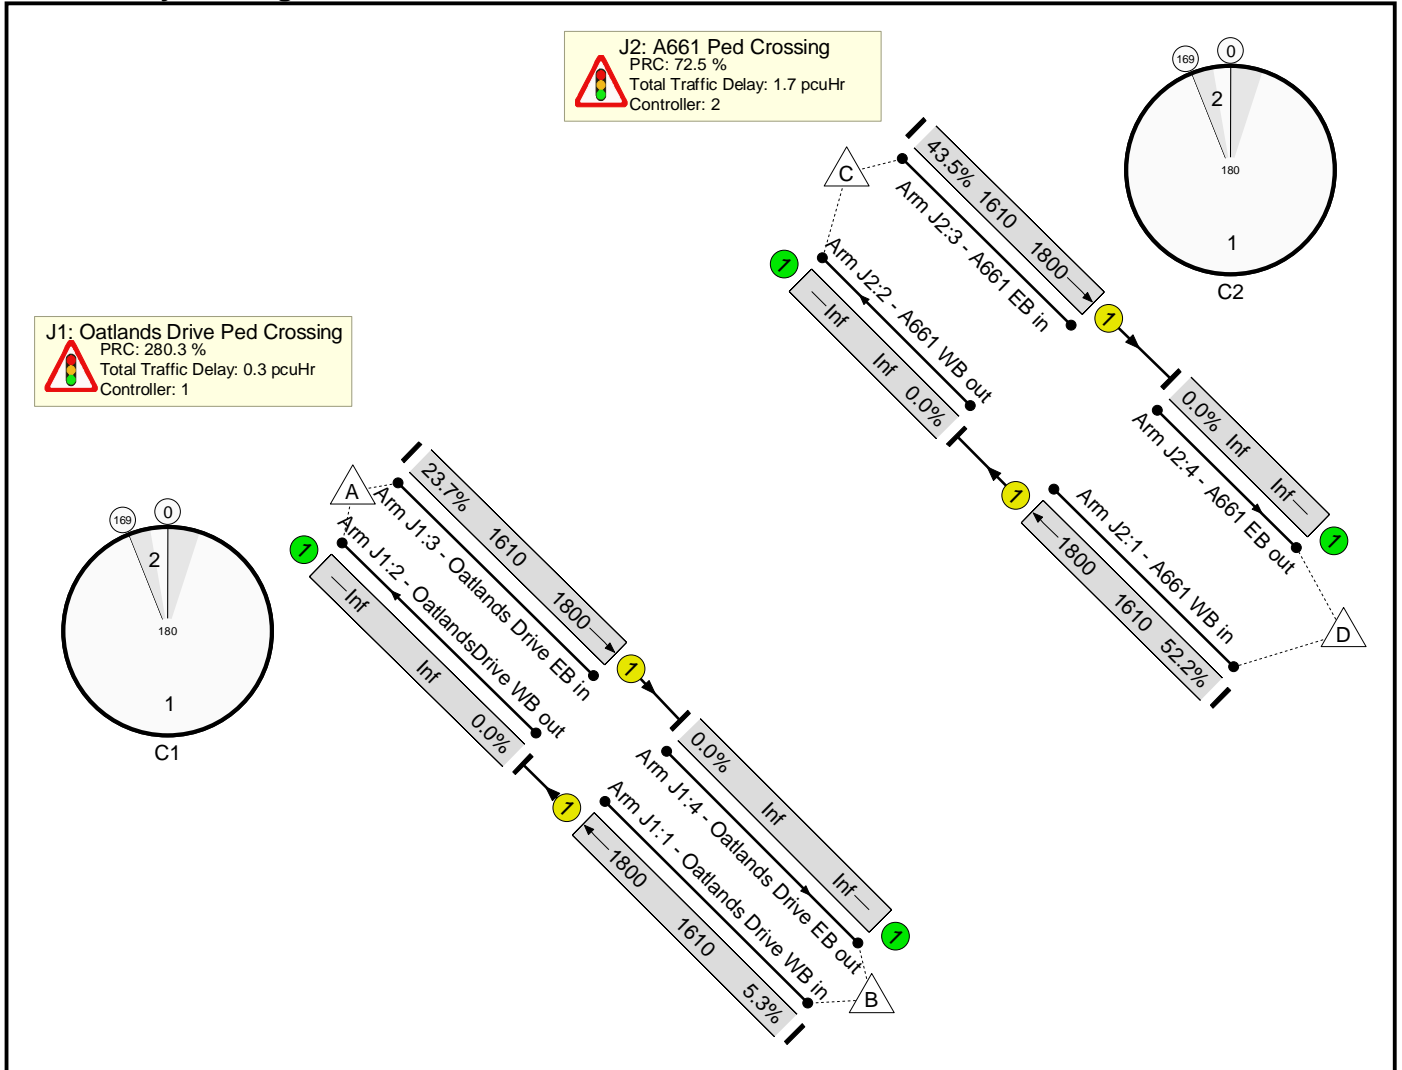 J2: A661 Ped Crossing
PRC: 72.5 %
Total Traffic Delay: 1.7 pcuHr
Controller: 2
169
0
2
180
1
C2
C
43.5% 1610 1800
Arm J2:3 - A661 EB in
1
1
Arm J2:2 - A661 WB out
Inf Inf 0.0%
0.0% Inf Inf
Arm J2:4 - A661 EB out
1
1
Arm J2:1 - A661 WB in
1800 1610 52.2%
D
J1: Oatlands Drive Ped Crossing
PRC: 280.3 %
Total Traffic Delay: 0.3 pcuHr
Controller: 1
169
0
2
180
1
C1
A
23.7% 1610 1800
Arm J1:3 - Oatlands Drive EB in
1
1
Arm J1:2 - OatlandsDrive WB out
Inf Inf 0.0%
0.0% Inf Inf
Arm J1:4 - Oatlands Drive EB out
1
1
Arm J1:1 - Oatlands Drive WB in
1800 1610 5.3%
B